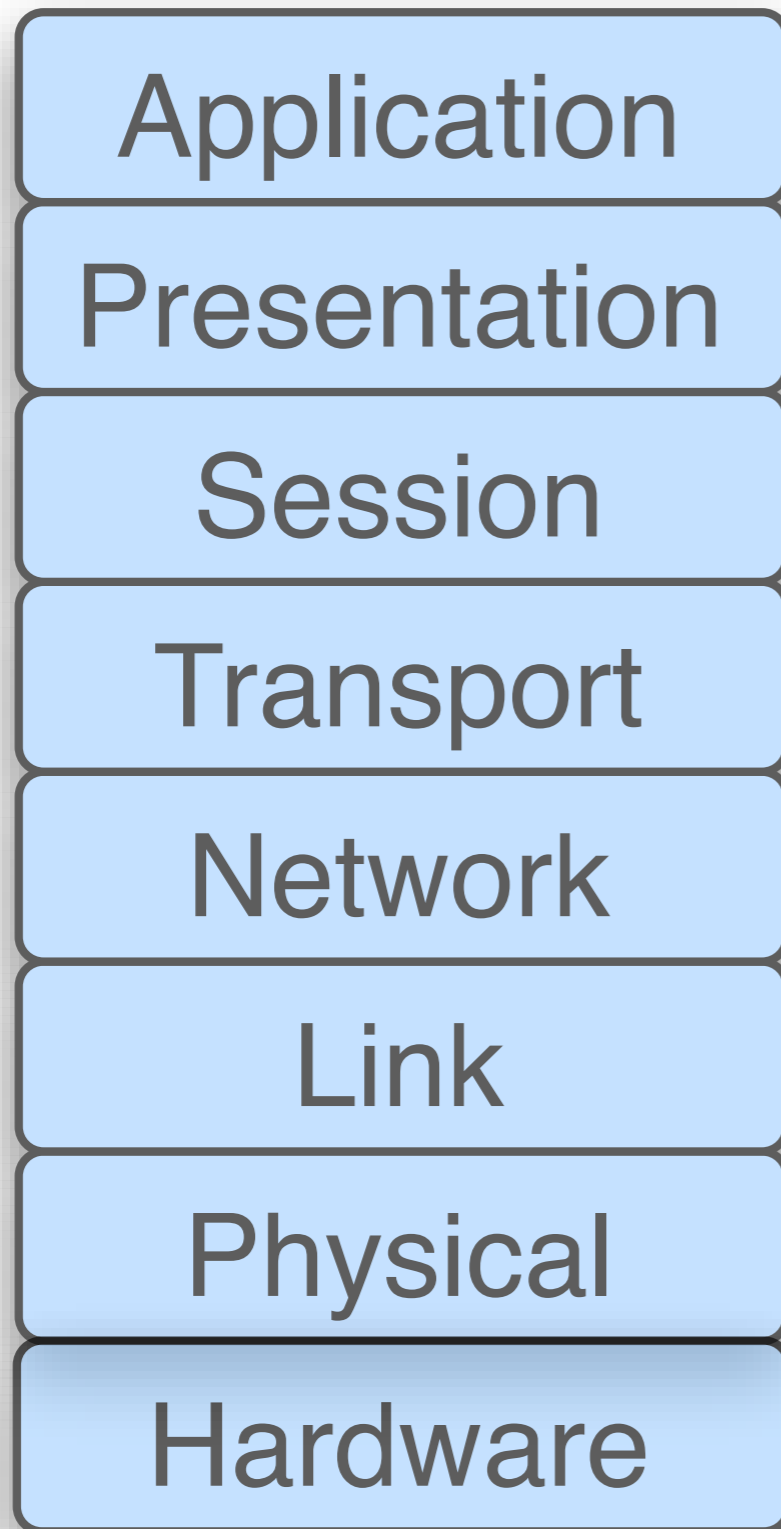 Application
Presentation
Session
Transport
Network
Link
Physical
Hardware